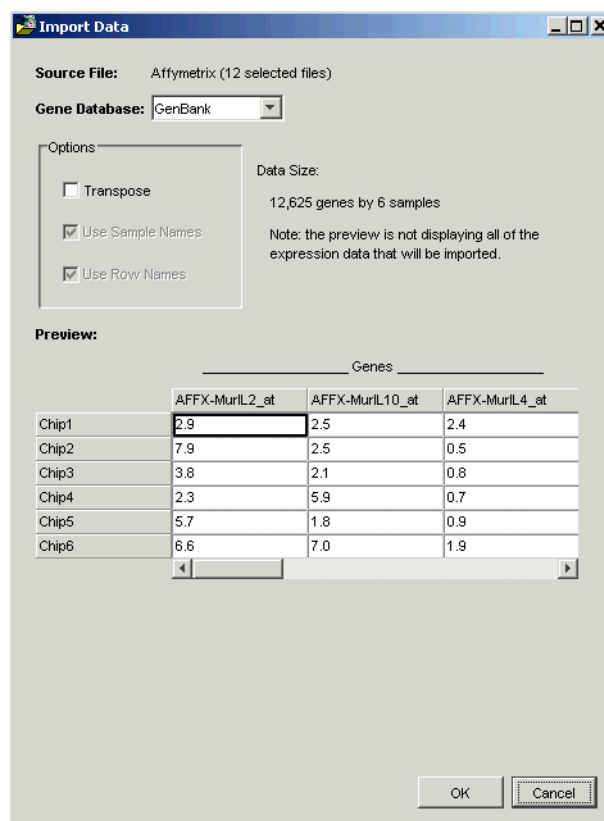 Import Data
Source File: Affymetrix (12 selected files)
Gene Database: GenBank
Options
Transpose
Use Sample Names
Use Row Names
Data Size:
12,625 genes by 6 samples
Note: the preview is not displaying all of the
expression data that will be imported.
Preview:
Genes
AFFX-MurIL2_at AFFX-MurIL10_at AFFX-MurIL4_at
Chip1 2.9 2.5 2.4
Chip2 7.9 2.5 0.5
Chip3 3.8 2.1 0.8
Chip4 2.3 5.9 0.7
Chip5 5.7 1.8 0.9
Chip6 6.6 7.0 1.9
OK Cancel